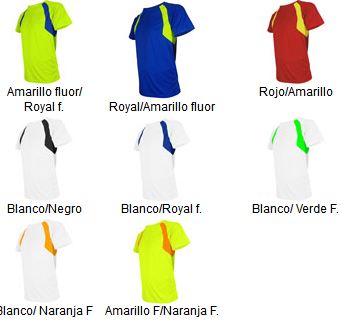 Amarillo fluor/
Royal f.
Royal/Amarillo fluor
Rojo/Amarillo
Blanco/Negro
Blanco/Royal f.
Blanco/ Verde F.
Blanco/ Naranja F
Amarillo F/Naranja F.